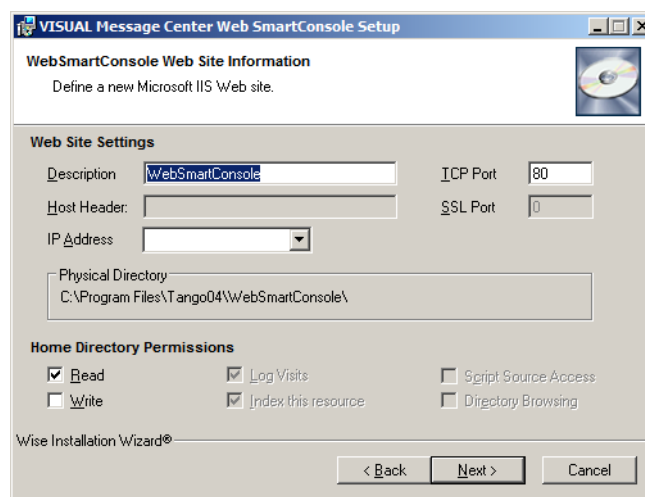 VISUAL Message Center Web SmartConsole Setup
WebSmartConsole Web Site Information
Define a new Microsoft IIS Web site.
Web Site Settings
Description WebSmartConsole TCP Port 80
Host Header: SSL Port 0
IP Address
Physical Directory
C:\Program Files\Tango04\WebSmartConsole\
Home Directory Permissions
Read Log Visits Script Source Access
Write Index this resource Directory Browsing
Wise Installation Wizard®
< Back Next > Cancel